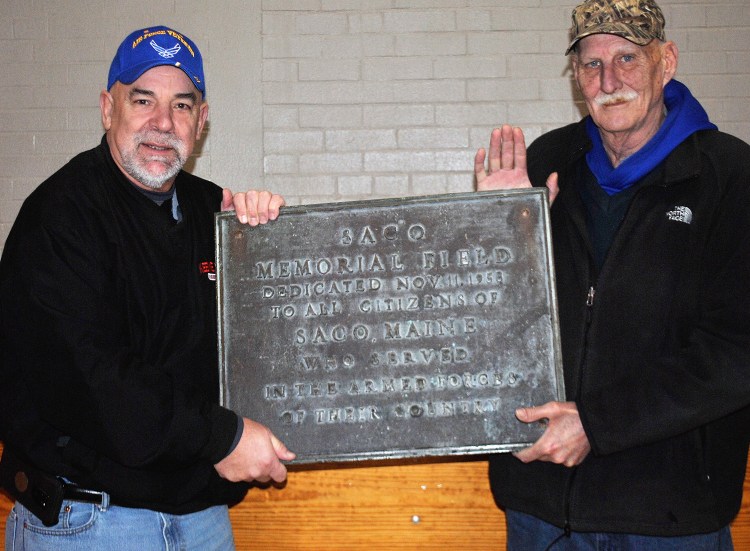 AIR FORCE VETERAN
THE
NORTH
FACE
SACO
MEMORIAL FIELD
DEDICATED NOV. 11, 1958
TO ALL CITIZENS OF
SACO MAINE
WHO SERVED
IN THE ARMED FORCES
OF THEIR COUNTRY